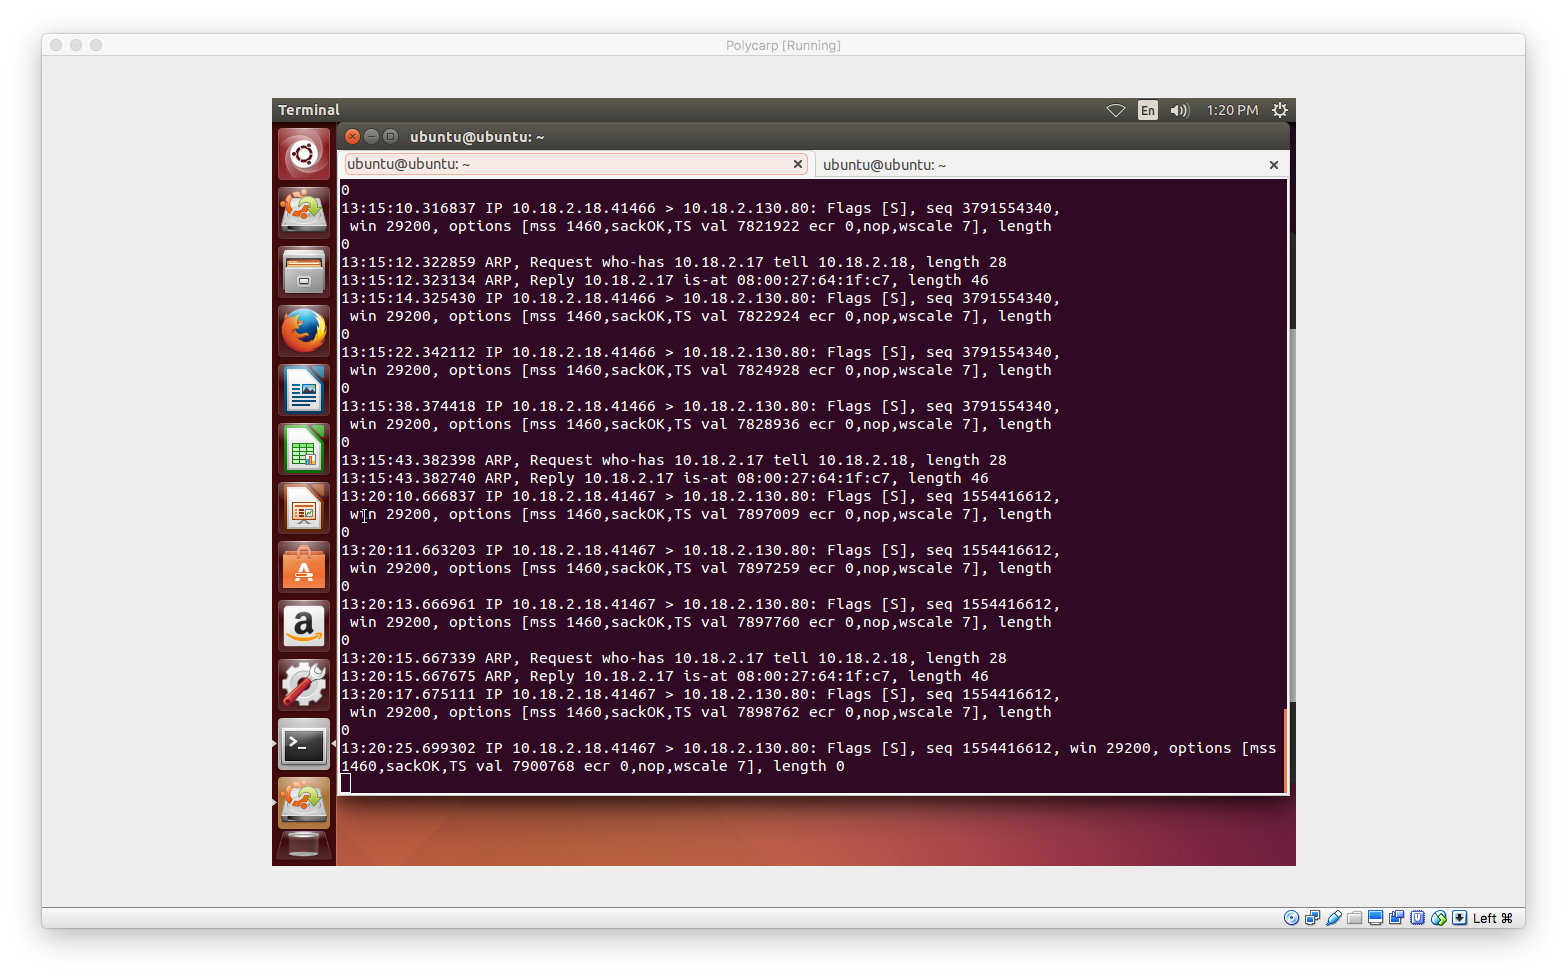 Polycarp [Running]
Terminal
En
1:20 PM
ubuntu@ubuntu: ~
ubuntu@ubuntu: ~
ubuntu@ubuntu: ~
0
13:15:10.316837 IP 10.18.2.18.41466 > 10.18.2.130.80: Flags [S], seq 3791554340,
win 29200, options [mss 1460,sackOK,TS val 7821922 ecr 0,nop,wscale 7], length
0
13:15:12.322859 ARP, Request who-has 10.18.2.17 tell 10.18.2.18, length 28
13:15:12.323134 ARP, Reply 10.18.2.17 is-at 08:00:27:64:1f:c7, length 46
13:15:14.325430 IP 10.18.2.18.41466 > 10.18.2.130.80: Flags [S], seq 3791554340,
win 29200, options [mss 1460,sackOK,TS val 7822924 ecr 0,nop,wscale 7], length
0
13:15:22.342112 IP 10.18.2.18.41466 > 10.18.2.130.80: Flags [S], seq 3791554340,
win 29200, options [mss 1460,sackOK,TS val 7824928 ecr 0,nop,wscale 7], length
0
13:15:38.374418 IP 10.18.2.18.41466 > 10.18.2.130.80: Flags [S], seq 3791554340,
win 29200, options [mss 1460,sackOK,TS val 7828936 ecr 0,nop,wscale 7], length
0
13:15:43.382398 ARP, Request who-has 10.18.2.17 tell 10.18.2.18, length 28
13:15:43.382740 ARP, Reply 10.18.2.17 is-at 08:00:27:64:1f:c7, length 46
13:20:10.666837 IP 10.18.2.18.41467 > 10.18.2.130.80: Flags [S], seq 1554416612,
win 29200, options [mss 1460,sackOK,TS val 7897009 ecr 0,nop,wscale 7], length
0
13:20:11.663203 IP 10.18.2.18.41467 > 10.18.2.130.80: Flags [S], seq 1554416612,
win 29200, options [mss 1460,sackOK,TS val 7897259 ecr 0,nop,wscale 7], length
0
13:20:13.666961 IP 10.18.2.18.41467 > 10.18.2.130.80: Flags [S], seq 1554416612,
win 29200, options [mss 1460,sackOK,TS val 7897760 ecr 0,nop,wscale 7], length
0
13:20:15.667339 ARP, Request who-has 10.18.2.17 tell 10.18.2.18, length 28
13:20:15.667675 ARP, Reply 10.18.2.17 is-at 08:00:27:64:1f:c7, length 46
13:20:17.675111 IP 10.18.2.18.41467 > 10.18.2.130.80: Flags [S], seq 1554416612,
win 29200, options [mss 1460,sackOK,TS val 7898762 ecr 0,nop,wscale 7], length
0
13:20:25.699302 IP 10.18.2.18.41467 > 10.18.2.130.80: Flags [S], seq 1554416612, win 29200, options [mss
1460,sackOK,TS val 7900768 ecr 0,nop,wscale 7], length 0
Left ⌘